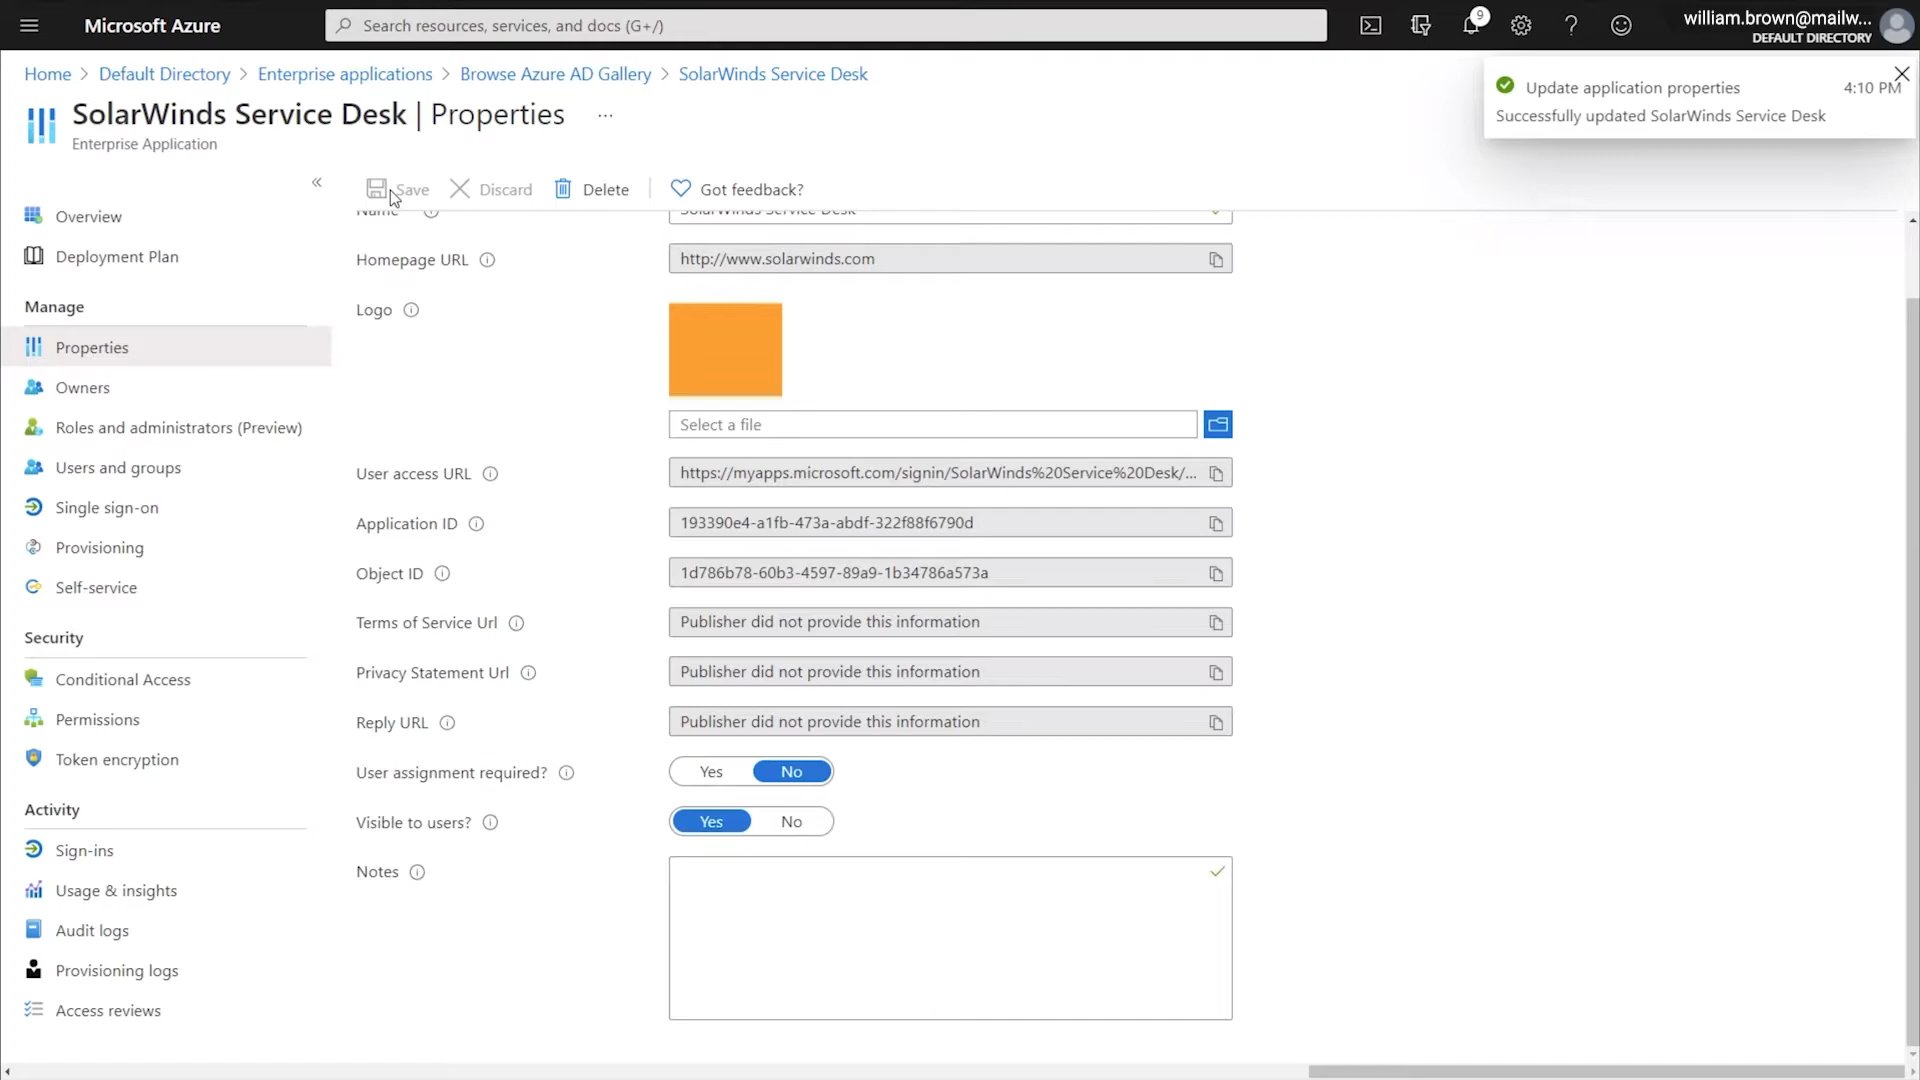 Microsoft Azure
Search resources, services, and docs (G+/)
9
william.brown@mailw...
DEFAULT DIRECTORY
Home > Default Directory > Enterprise applications > Browse Azure AD Gallery > SolarWinds Service Desk
SolarWinds Service Desk | Properties ...
Enterprise Application
Update application properties 4:10 PM
Successfully updated SolarWinds Service Desk
«
Save Discard Delete Got feedback?
Overview
Deployment Plan
Manage
Properties
Owners
Roles and administrators (Preview)
Users and groups
Single sign-on
Provisioning
Self-service
Security
Conditional Access
Permissions
Token encryption
Activity
Sign-ins
Usage & insights
Audit logs
Provisioning logs
Access reviews
Name SolarWinds Service Desk
Homepage URL http://www.solarwinds.com
Logo
Select a file
User access URL https://myapps.microsoft.com/signin/SolarWinds%20Service%20Desk/...
Application ID 193390e4-a1fb-473a-abdf-322f88f6790d
Object ID 1d786b78-60b3-4597-89a9-1b34786a573a
Terms of Service Url Publisher did not provide this information
Privacy Statement Url Publisher did not provide this information
Reply URL Publisher did not provide this information
User assignment required? Yes No
Visible to users? Yes No
Notes